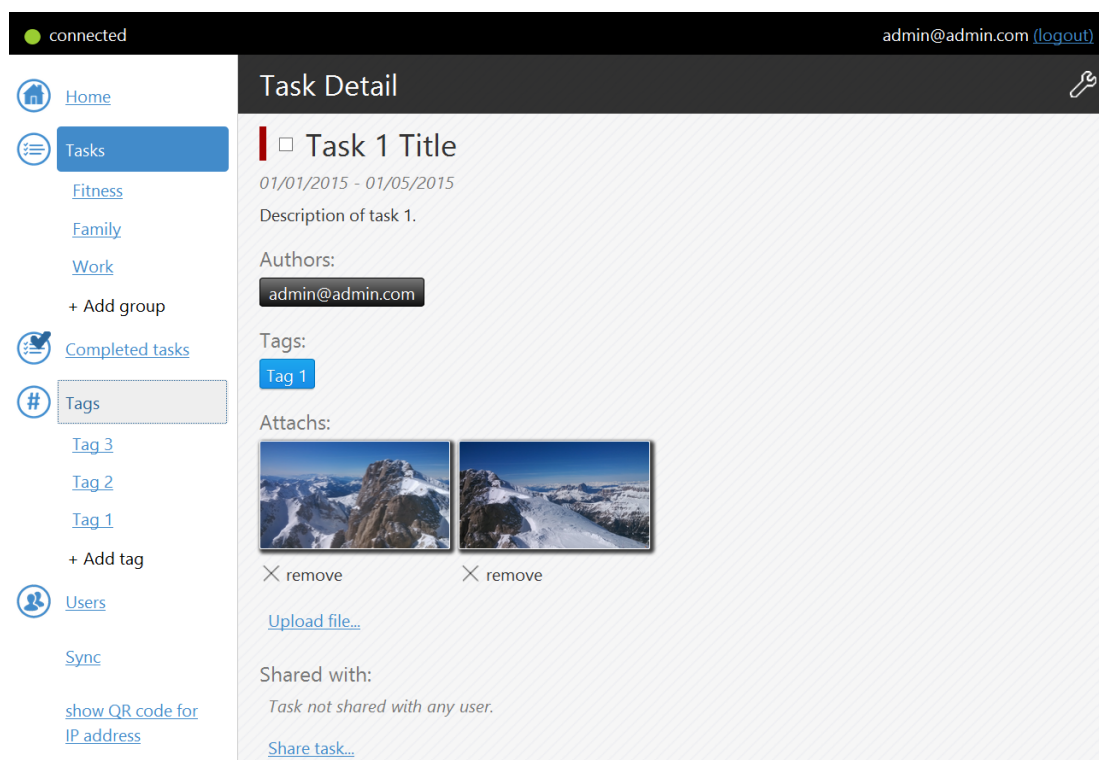 connected
admin@admin.com (logout)
Home
Tasks
Fitness
Family
Work
+ Add group
Completed tasks
#
Tags
Tag 3
Tag 2
Tag 1
+ Add tag
Users
Sync
show QR code for
IP address
Task Detail
Task 1 Title
01/01/2015 - 01/05/2015
Description of task 1.
Authors:
admin@admin.com
Tags:
Tag 1
Attachs:
remove
remove
Upload file...
Shared with:
Task not shared with any user.
Share task...